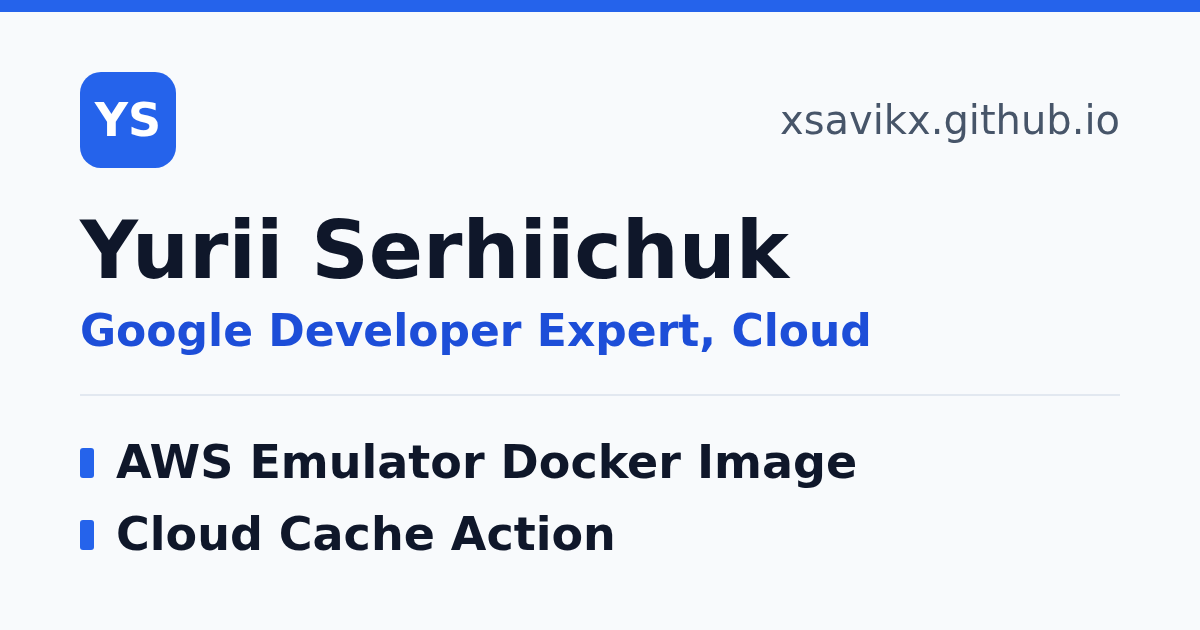 YS
xsavikx.github.io
Yurii Serhiichuk
Google Developer Expert, Cloud
AWS Emulator Docker Image
Cloud Cache Action